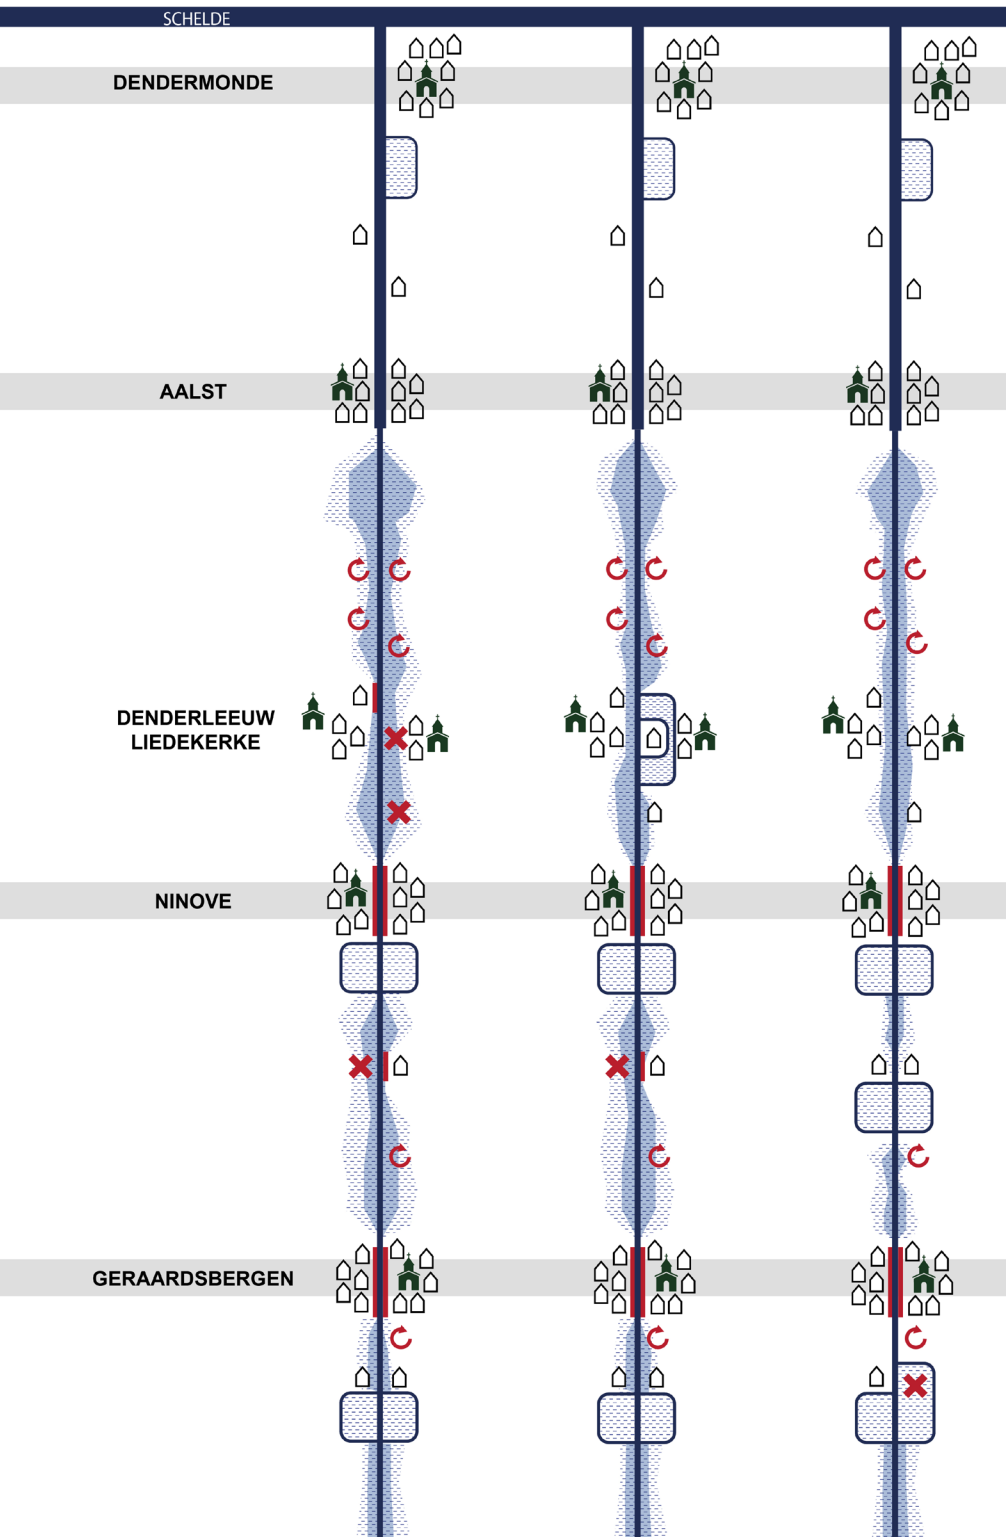 SCHELDE
DENDERMONDE
AALST
DENDERLEEUW
LIEDEKERKE
NINOVE
GERAARDSBERGEN